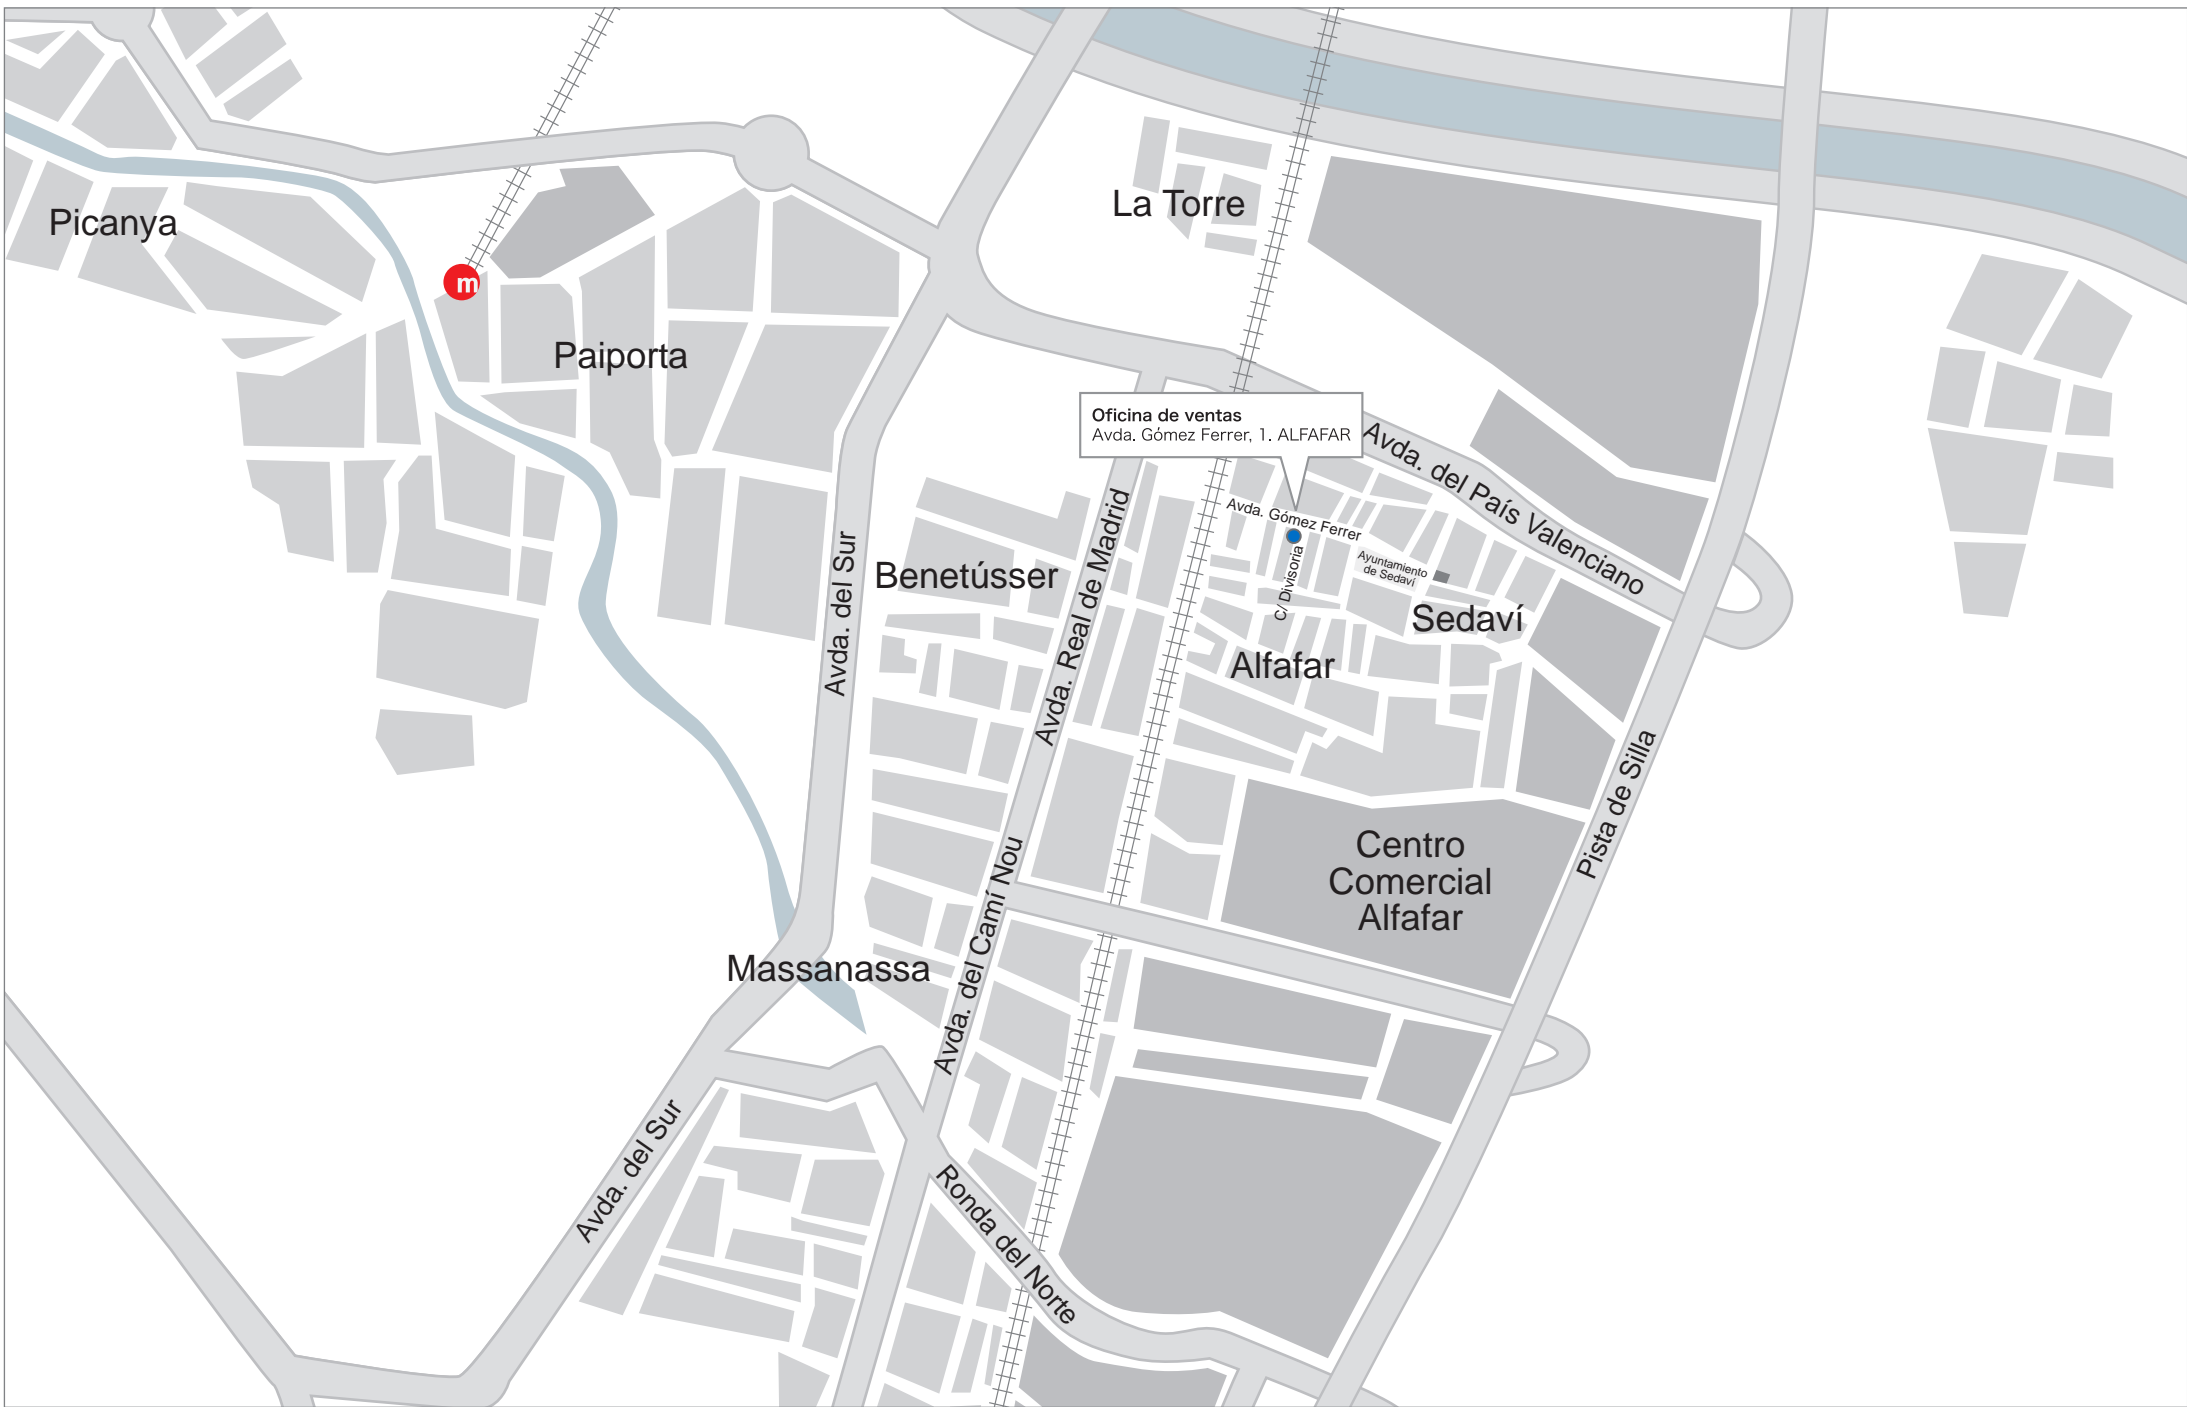 La Torre
Picanya
m
Paiporta
Oficina de ventas
Avda. Gómez Ferrer, 1. ALFAFAR
Avda. del País Valenciano
Avda. Gómez Ferrer
C/ Divisoria
Ayuntamiento
de Sedaví
Avda. del Sur
Benetússer
Avda. Real de Madrid
Sedaví
Alfafar
Pista de Silla
Centro
Comercial
Alfafar
Massanassa
Avda. del Camí Nou
Avda. del Sur
Ronda del Norte